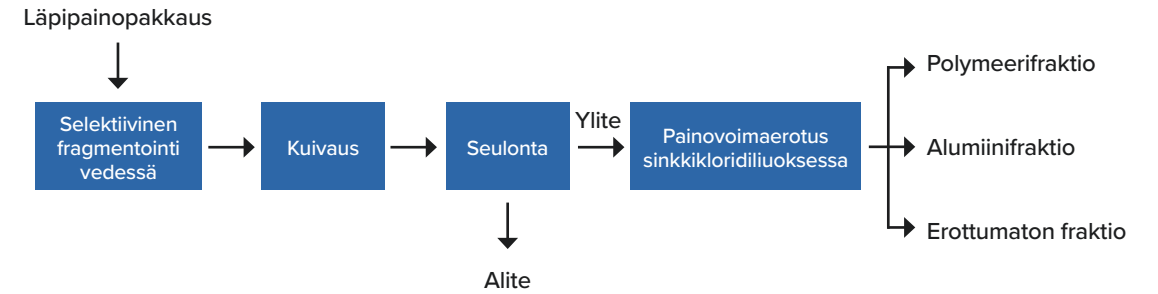 Läpipainopakkaus
Selektiivinen
fragmentointi
vedessä
Kuivaus
Seulonta
Ylite
Painovoimaerotus
sinkkikloridiliuoksessa
Polymeerifraktio
Alumiinifraktio
Erottumaton fraktio
Alite